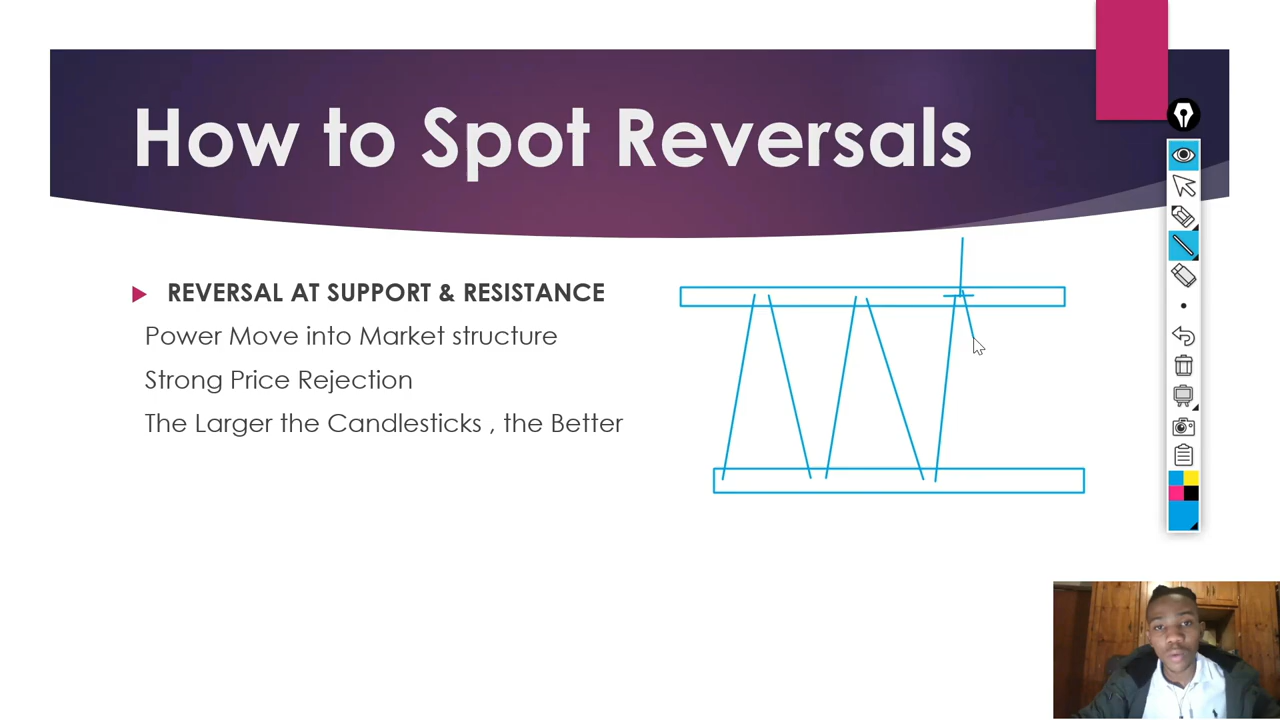 How to Spot Reversals
REVERSAL AT SUPPORT & RESISTANCE
Power Move into Market structure
Strong Price Rejection
The Larger the Candlesticks , the Better